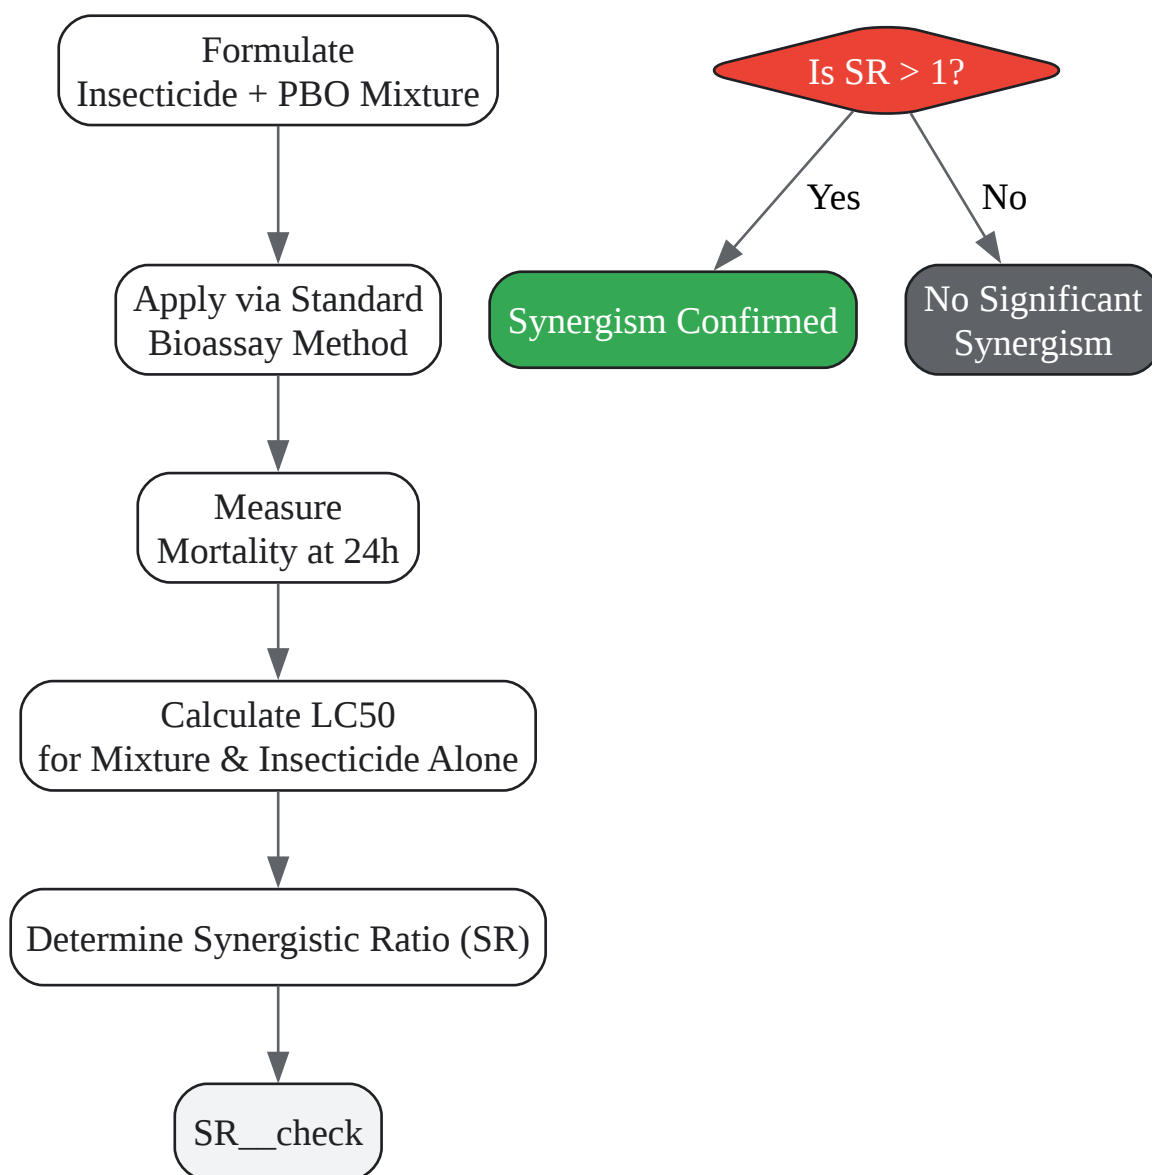 Formulate
Insecticide + PBO Mixture
Apply via Standard
Bioassay Method
Measure
Mortality at 24h
Calculate LC50
for Mixture & Insecticide Alone
Determine Synergistic Ratio (SR)
SR__check
Is SR > 1?
Yes
No
Synergism Confirmed
No Significant
Synergism